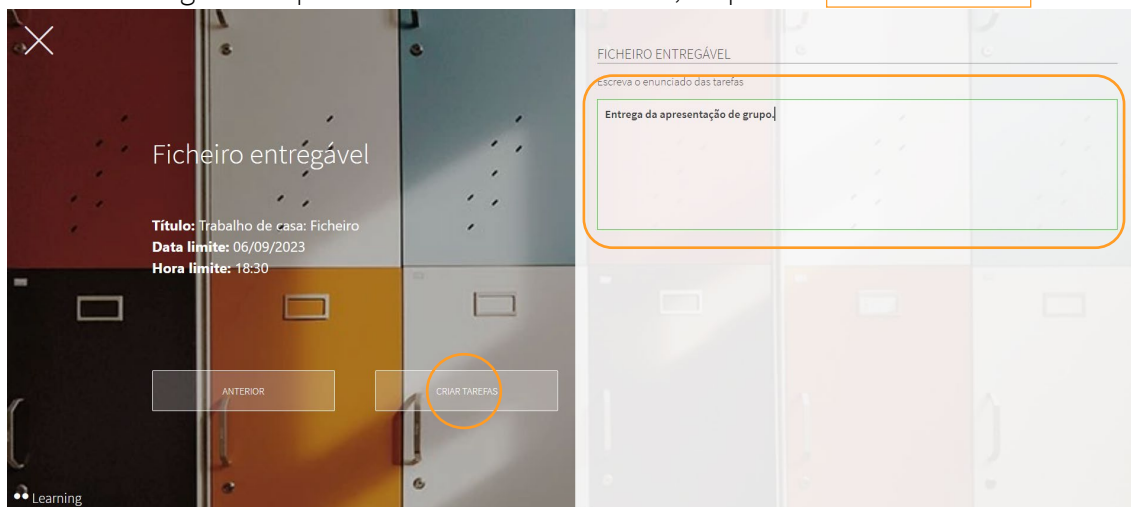 FICHEIRO ENTREGÁVEL
Escreva o enunciado das tarefas
Entrega da apresentação de grupo.
Ficheiro entregável
Título: Trabalho de casa: Ficheiro
Data limite: 06/09/2023
Hora limite: 18:30
ANTERIOR
CRIAR TAREFAS
Learning